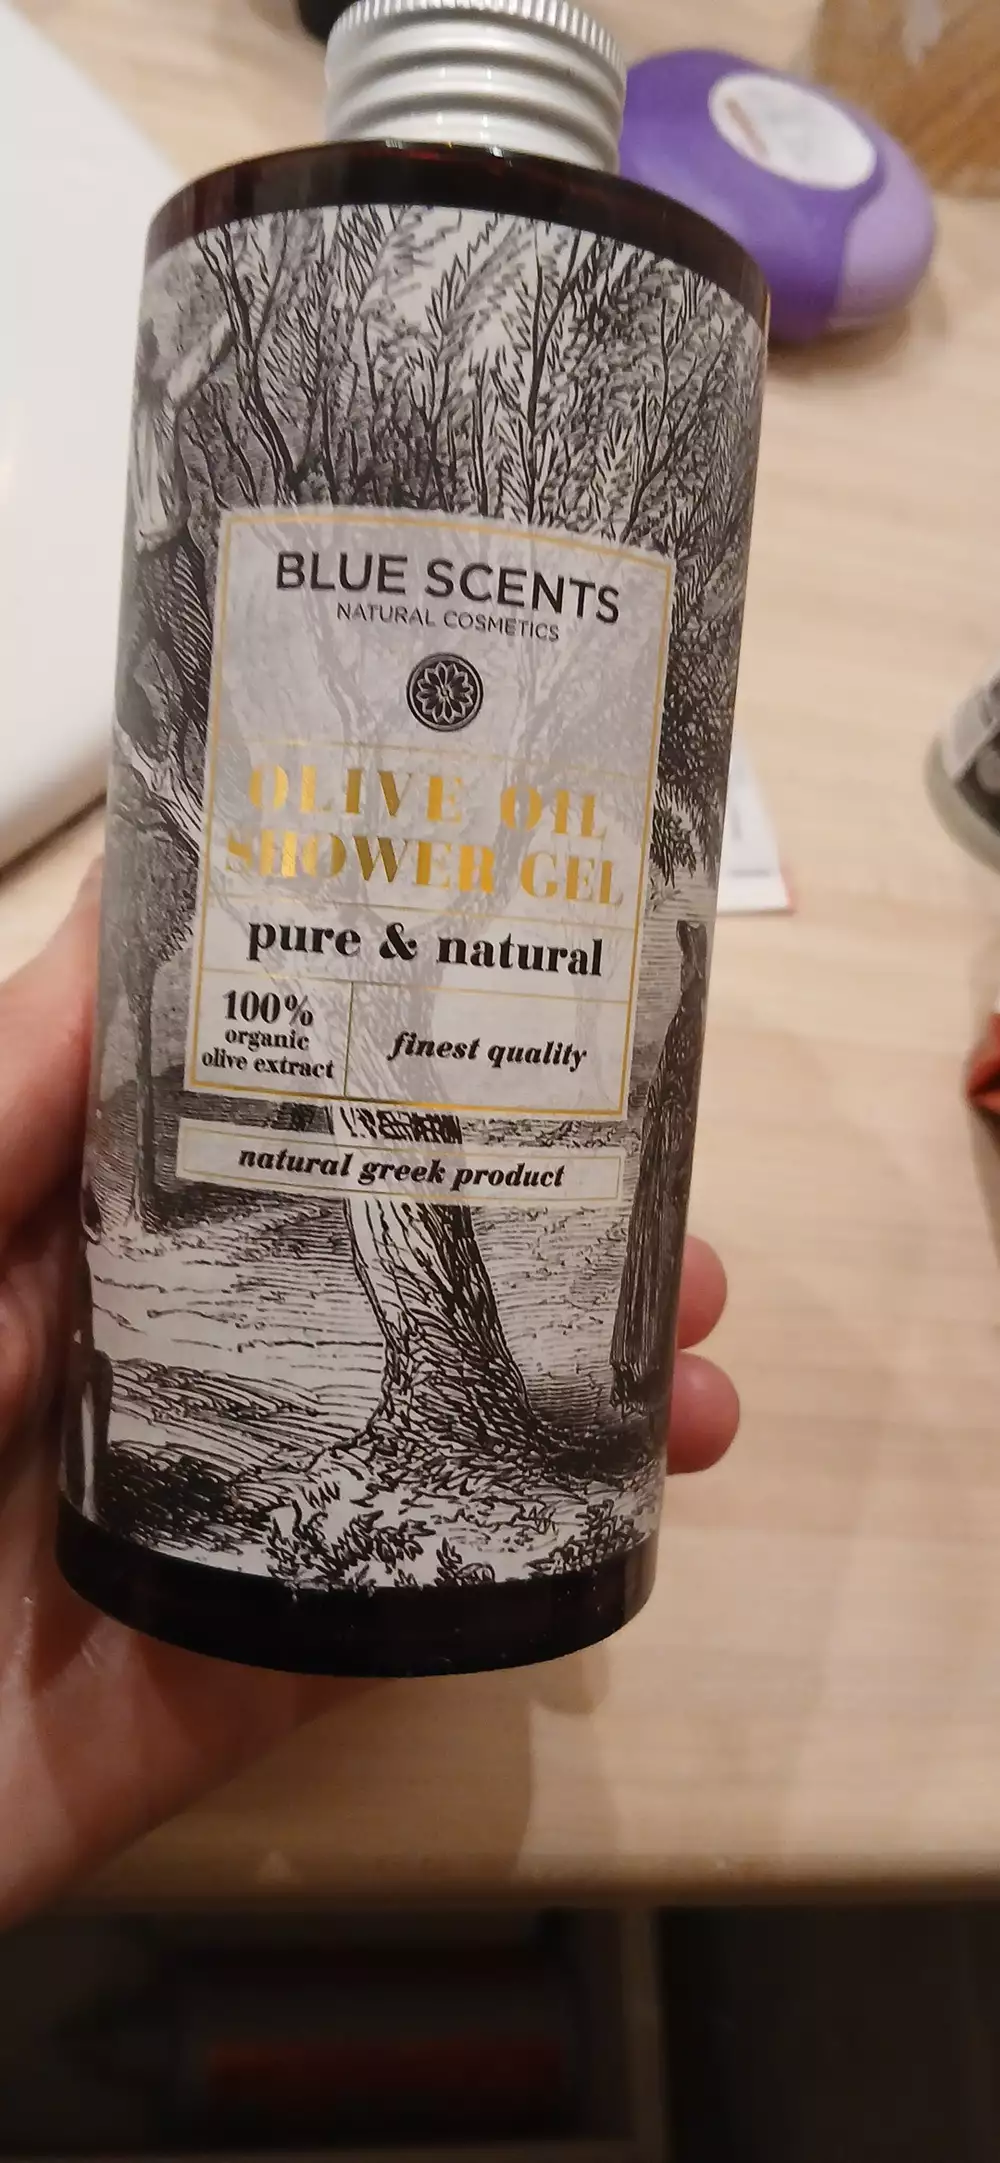 BLUE SCENTS
NATURAL COSMETICS
OLIVE OIL
SHOWER GEL
pure & natural
100%
organic
olive extract
finest quality
natural greek product